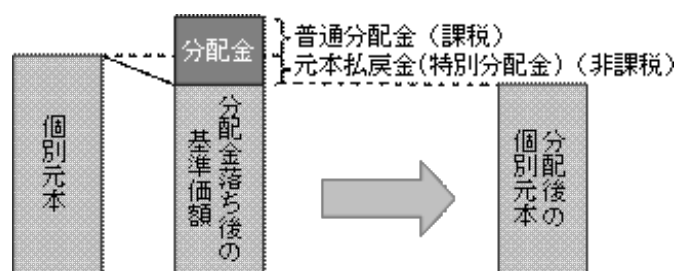 分配金
普通分配金（課税）
元本払戻金(特別分配金)（非課税）
個別元本
分配金落ち後の
基準価額
分配後の
個別元本